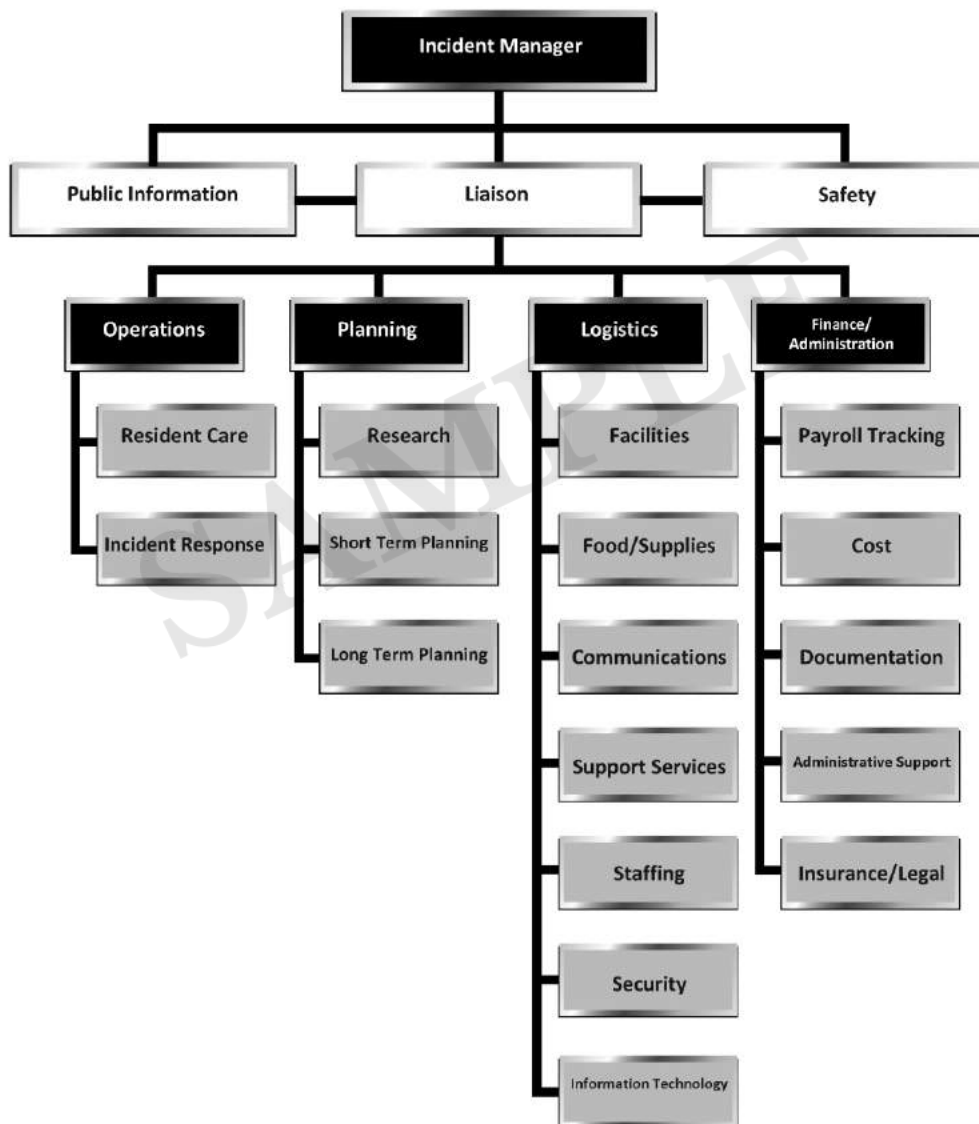 Incident Manager
Public Information
Liaison
Safety
Operations
Planning
Logistics
Finance/
Administration
Resident Care
Incident Response
Research
Short Term Planning
Long Term Planning
Facilities
Food/Supplies
Communications
Support Services
Staffing
Security
Information Technology
Payroll Tracking
Cost
Documentation
Administrative Support
Insurance/Legal
SAMPLE